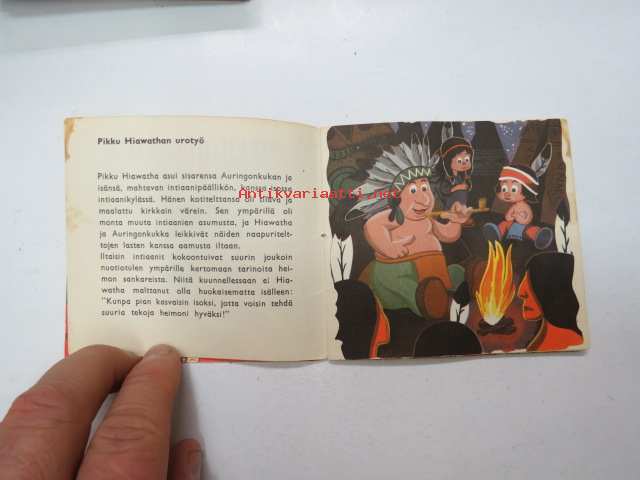 Pikku Hiawathan urotyö
Pikku Hiawatha asui sisarensa Auringonkukan ja
isänsä, mahtavan intiaanipäällikön, kanssa isossa
intiaanikylässä. Hänen kotitelttansa oli tilava ja
maalattu kirkkain värein. Sen ympärillä oli
monta muuta intiaanien asumusta, ja Hiawatha
ja Auringonkukka leikkivät näiden naapuritelt-
tojen lasten kanssa aamusta iltaan.
Iltaisin intiaanit kokoontuivat suurin joukoin
nuotiotulen ympärille kertomaan tarinoita hei-
mon sankareista. Niitä kuunnellessaan ei Hia-
watha malttanut olla huokaisematta isälleen:
"Kunpa pian kasvaisin isoksi, jotta voisin tehdä
suuria tekoja heimoni hyväksi!"
Antikvariaatti.net